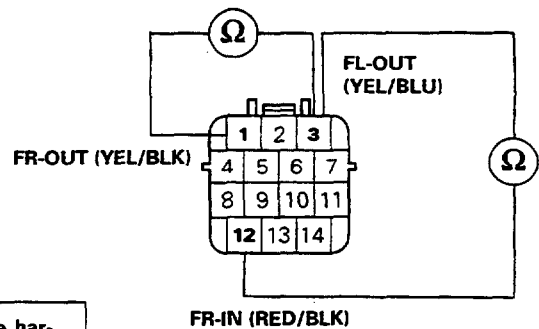 Ω
FL-OUT
(YEL/BLU)
1 2 3
FR-OUT (YEL/BLK)
4 5 6 7
Ω
8 9 10 11
12 13 14
e har-
FR-IN (RED/BLK)